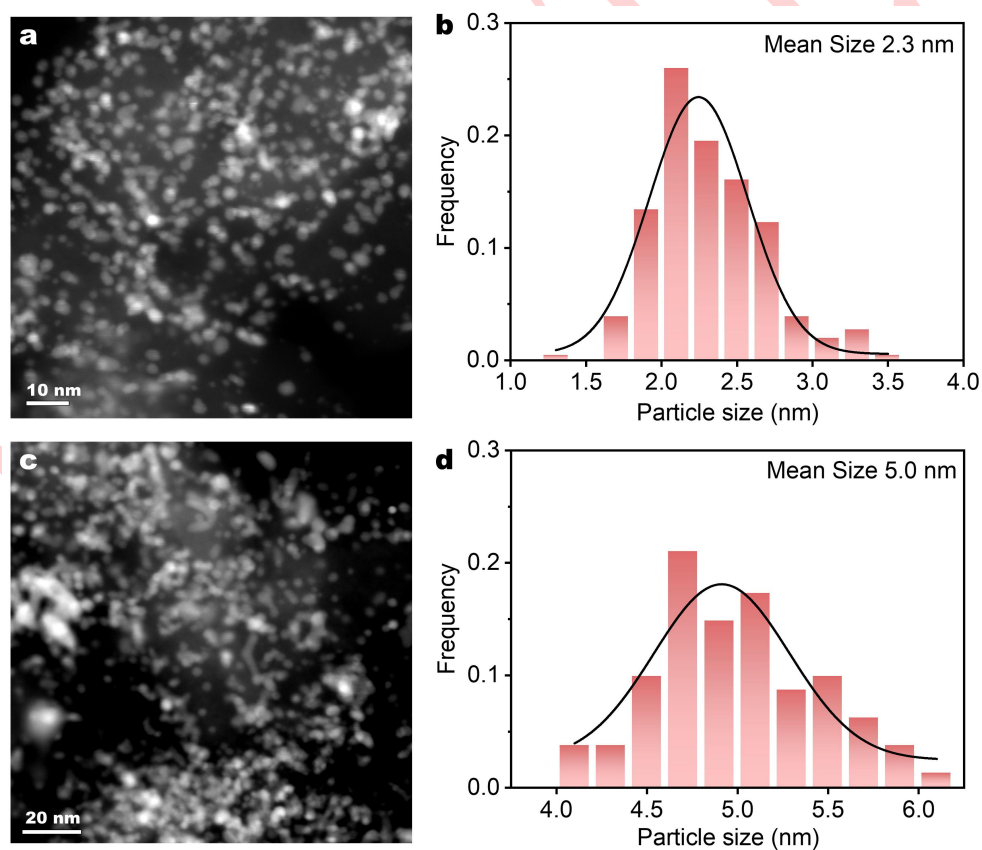 a
10 nm
b
Mean Size 2.3 nm
0.3
0.2
0.1
0.0
Frequency
1.0 1.5 2.0 2.5 3.0 3.5 4.0
Particle size (nm)
c
20 nm
d
Mean Size 5.0 nm
0.3
0.2
0.1
0.0
Frequency
4.0 4.5 5.0 5.5 6.0
Particle size (nm)